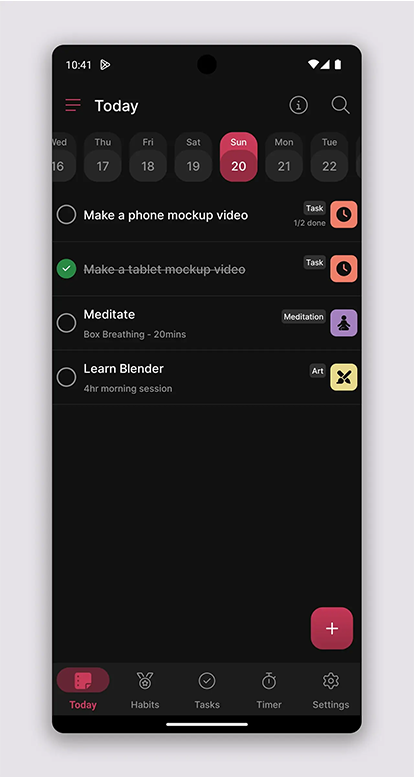 10:41
Today
Wed Thu Fri Sat Sun Mon Tue
16 17 18 19 20 21 22
Make a phone mockup video
Task
1/2 done
Make a tablet mockup video
Task
Meditate
Meditation
Box Breathing - 20mins
Learn Blender
Art
4hr morning session
Today Habits Tasks Timer Settings